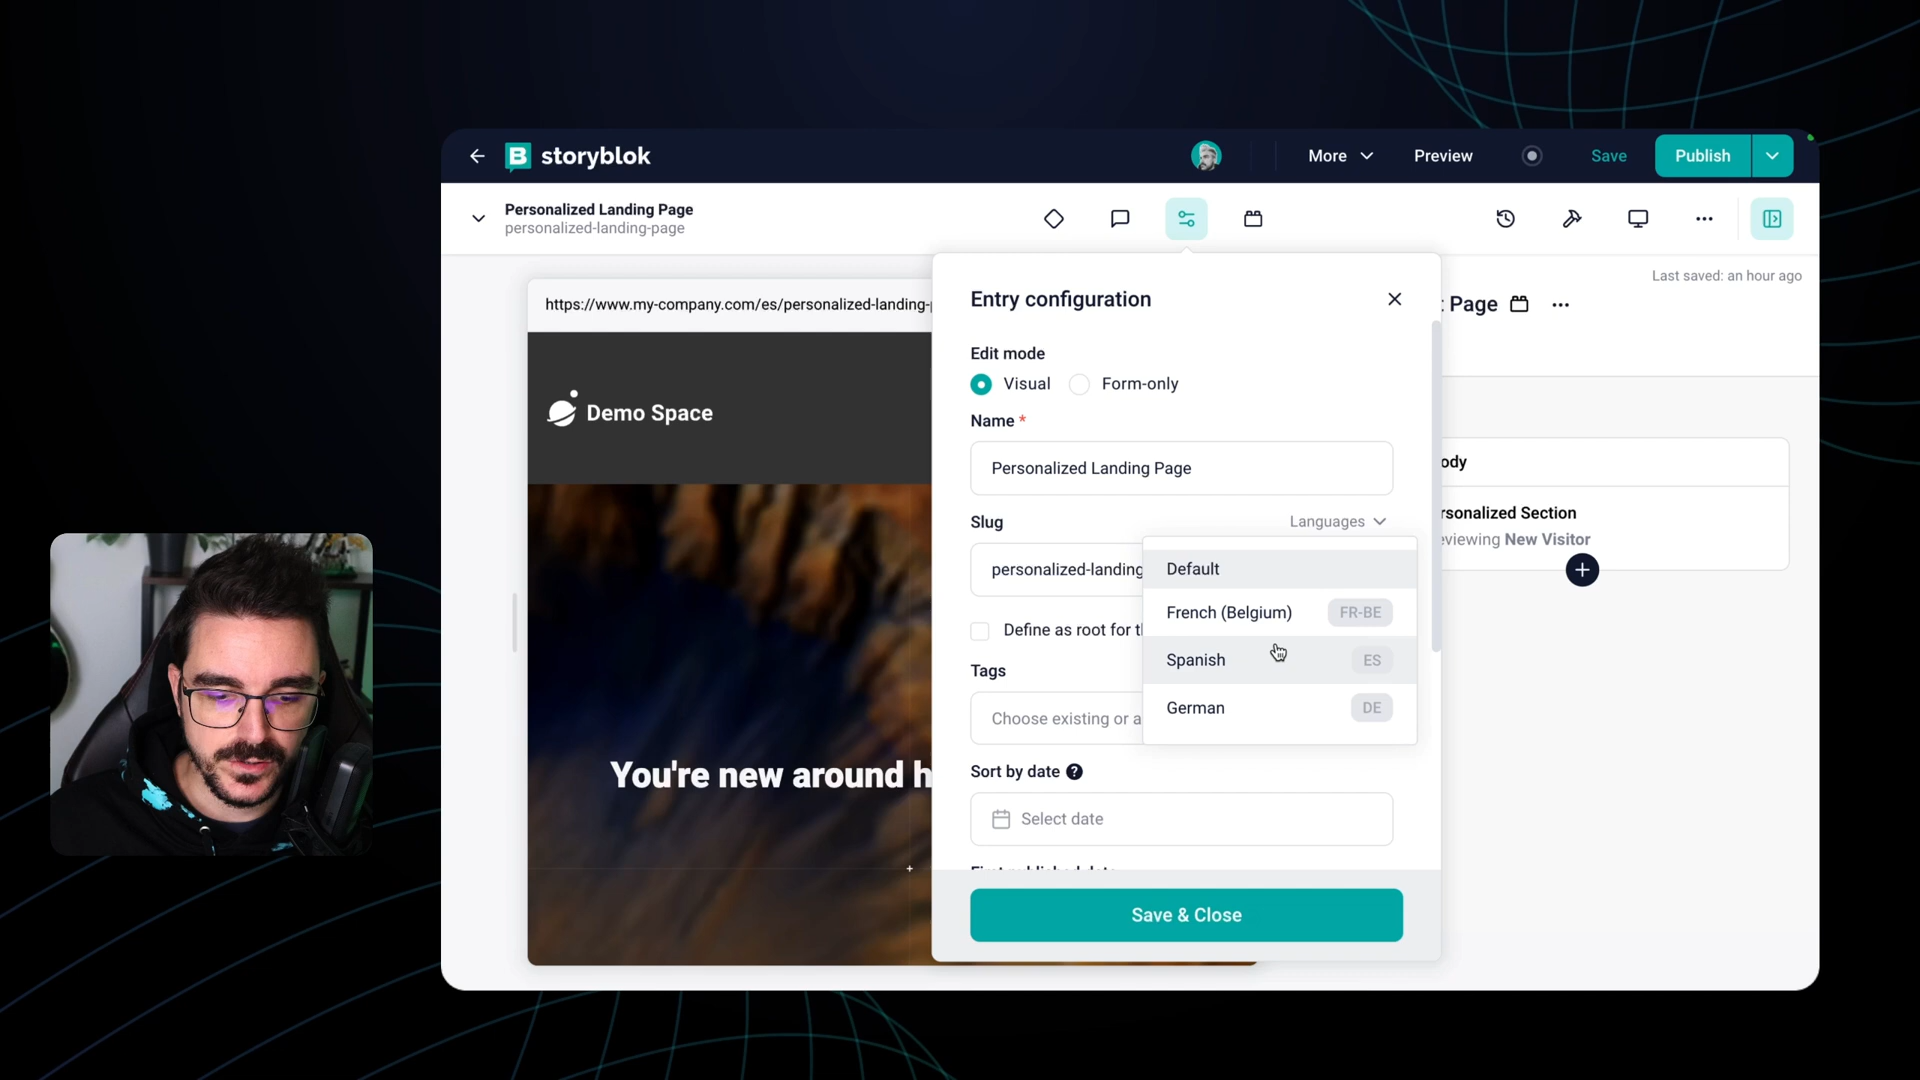 storyblok
More
Preview
Save
Publish
Personalized Landing Page
personalized-landing-page
Last saved: an hour ago
https://www.my-company.com/es/personalized-landing-
Entry configuration
Page
Edit mode
Demo Space
Visual
Form-only
Name *
Personalized Landing Page
ody
Slug
Languages
rsonalized Section
eviewing New Visitor
personalized-landing
Default
French (Belgium) FR-BE
Define as root for t
Spanish ES
Tags
German DE
Choose existing or a
You're new around h
Sort by date
Select date
Save & Close